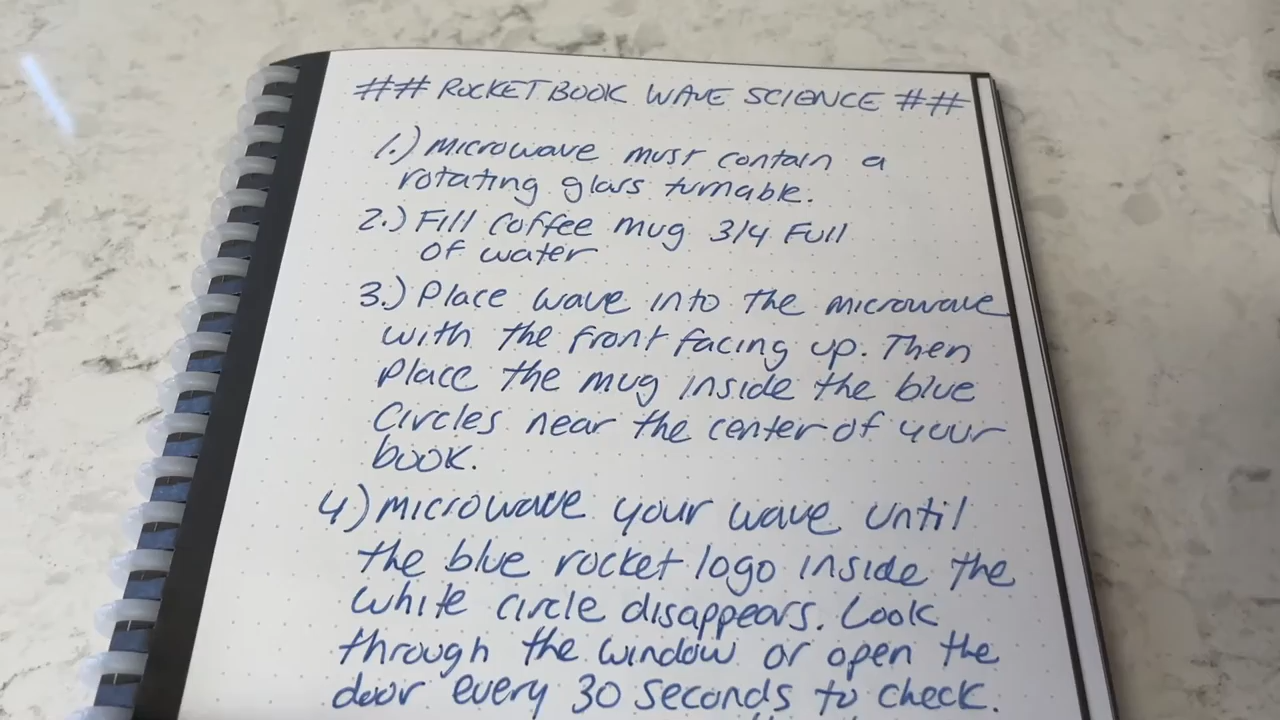 ## ROCKETBOOK WAVE SCIENCE ##
1.) microwave must contain a
rotating glass turnable.
2.) Fill coffee mug 3/4 Full
of water
3.) Place wave into the microwave
with the front facing up. Then
Place the mug inside the blue
Circles near the center of your
book.
4) microwave your wave until
the blue rocket logo inside the
white circle disappears. Look
through the window or open the
door every 30 seconds to check.